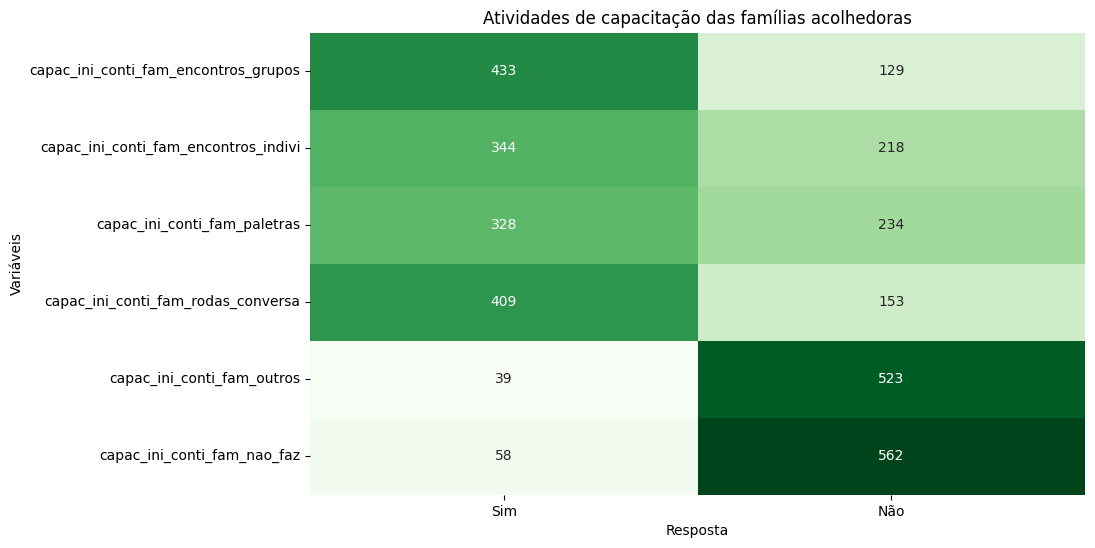 Atividades de capacitação das famílias acolhedoras
Variáveis
capac_ini_conti_fam_encontros_grupos
433
129
capac_ini_conti_fam_encontros_indivi
344
218
capac_ini_conti_fam_paletras
328
234
capac_ini_conti_fam_rodas_conversa
409
153
capac_ini_conti_fam_outros
39
523
capac_ini_conti_fam_nao_faz
58
562
Sim
Não
Resposta